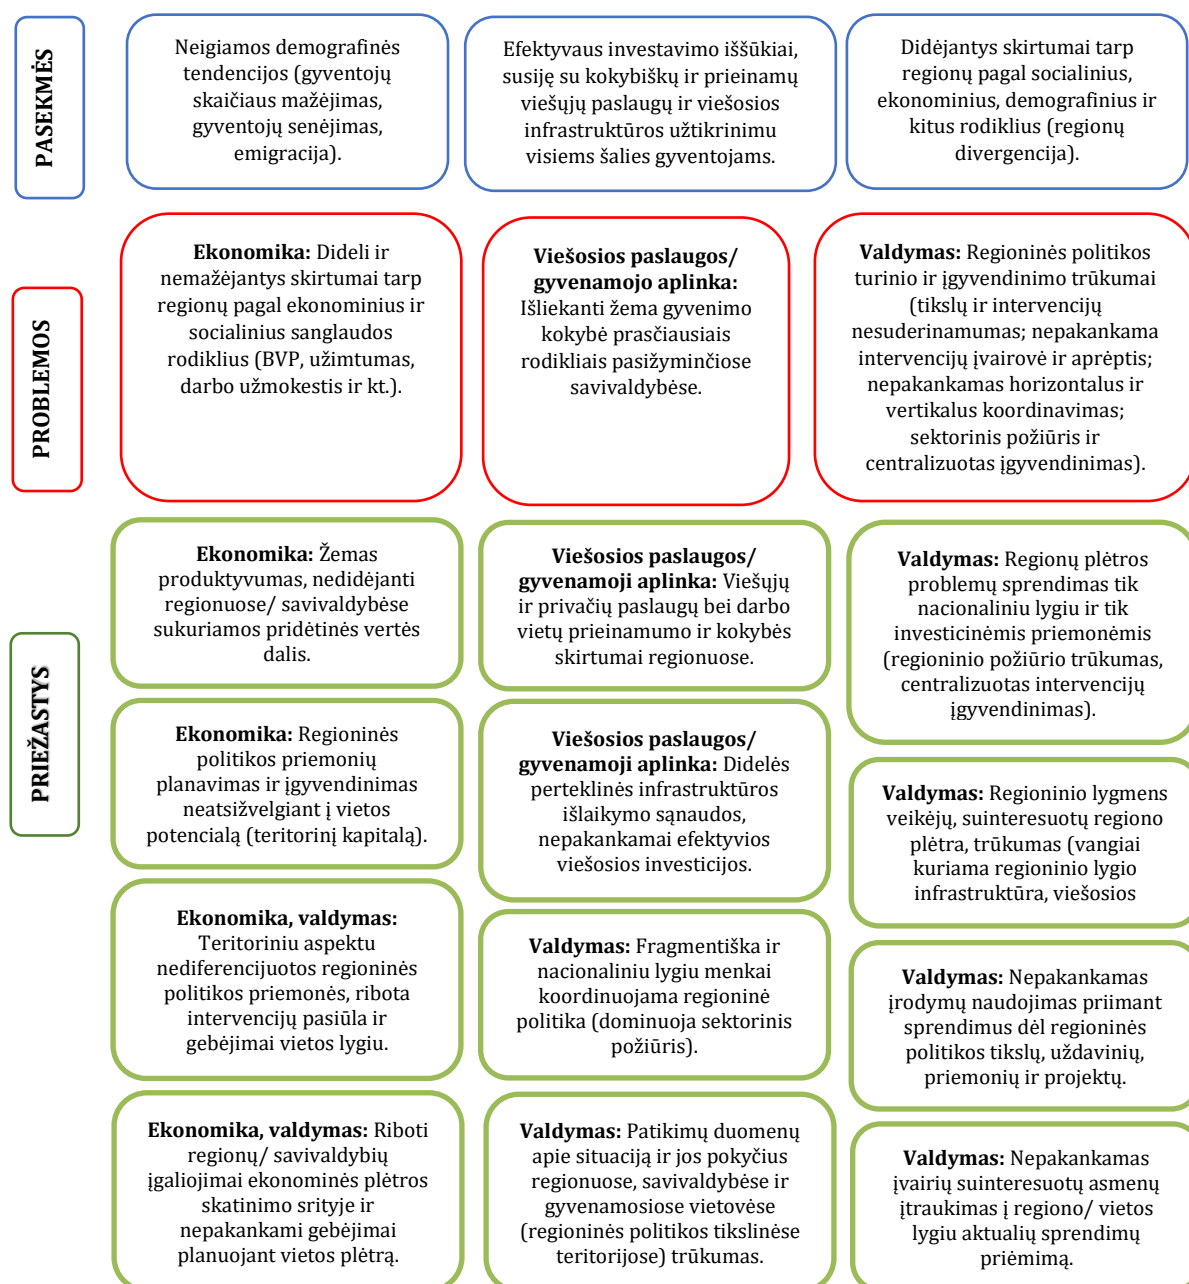 PASEKMĖS
Neigiamos demografinės
tendencijos (gyventojų
skaičiaus mažėjimas,
gyventojų senėjimas,
emigracija).
Efektyvaus investavimo iššūkiai,
susiję su kokybiškų ir prieinamų
viešųjų paslaugų ir viešosios
infrastruktūros užtikrinimu
visiems šalies gyventojams.
Didėjantys skirtumai tarp
regionų pagal socialinius,
ekonominius, demografinius ir
kitus rodiklius (regionų
divergencija).
PROBLEMOS
Ekonomika: Dideli ir
nemažėjantys skirtumai tarp
regionų pagal ekonominius ir
socialinius sanglaudos
rodiklius (BVP, užimtumas,
darbo užmokestis ir kt.).
Viešosios paslaugos/
gyvenamojo aplinka:
Išliekanti žema gyvenimo
kokybė prasčiausiais
rodikliais pasižyminčiose
savivaldybėse.
Valdymas: Regioninės politikos
turinio ir įgyvendinimo trūkumai
(tikslų ir intervencijų
nesuderinamumas; nepakankama
intervencijų įvairovė ir aprėptis;
nepakankamas horizontalus ir
vertikalus koordinavimas;
sektorinis požiūris ir
centralizuotas įgyvendinimas).
PRIEŽASTYS
Ekonomika: Žemas
produktyvumas, nedidėjanti
regionuose/ savivaldybėse
sukuriamos pridėtinės vertės
dalis.
Ekonomika: Regioninės
politikos priemonių
planavimas ir įgyvendinimas
neatsižvelgiant į vietos
potencialą (teritorinį kapitalą).
Ekonomika, valdymas:
Teritoriniu aspektu
nediferencijuotos regioninės
politikos priemonės, ribota
intervencijų pasiūla ir
gebėjimai vietos lygiu.
Ekonomika, valdymas: Riboti
regionų/ savivaldybių
įgaliojimai ekonominės plėtros
skatinimo srityje ir
nepakankami gebėjimai
planuojant vietos plėtrą.
Viešosios paslaugos/
gyvenamoji aplinka: Viešųjų
ir privačių paslaugų bei darbo
vietų prieinamumo ir kokybės
skirtumai regionuose.
Viešosios paslaugos/
gyvenamoji aplinka: Didelės
perteklinės infrastruktūros
išlaikymo sąnaudos,
nepakankamai efektyvios
viešosios investicijos.
Valdymas: Fragmentiška ir
nacionaliniu lygiu menkai
koordinuojama regioninė
politika (dominuoja sektorinis
požiūris).
Valdymas: Patikimų duomenų
apie situaciją ir jos pokyčius
regionuose, savivaldybėse ir
gyvenamosiose vietovėse
(regioninės politikos tikslinėse
teritorijose) trūkumas.
Valdymas: Regionų plėtros
problemų sprendimas tik
nacionaliniu lygiu ir tik
investicinėmis priemonėmis
(regioninio požiūrio trūkumas,
centralizuotas intervencijų
įgyvendinimas).
Valdymas: Regioninio lygmens
veikėjų, suinteresuotų regiono
plėtra, trūkumas (vangiai
kuriama regioninio lygio
infrastruktūra, viešosios
Valdymas: Nepakankamas
įrodymų naudojimas priimant
sprendimus dėl regioninės
politikos tikslų, uždavinių,
priemonių ir projektų.
Valdymas: Nepakankamas
įvairių suinteresuotų asmenų
įtraukimas į regiono/ vietos
lygiu aktualių sprendimų
priėmimą.